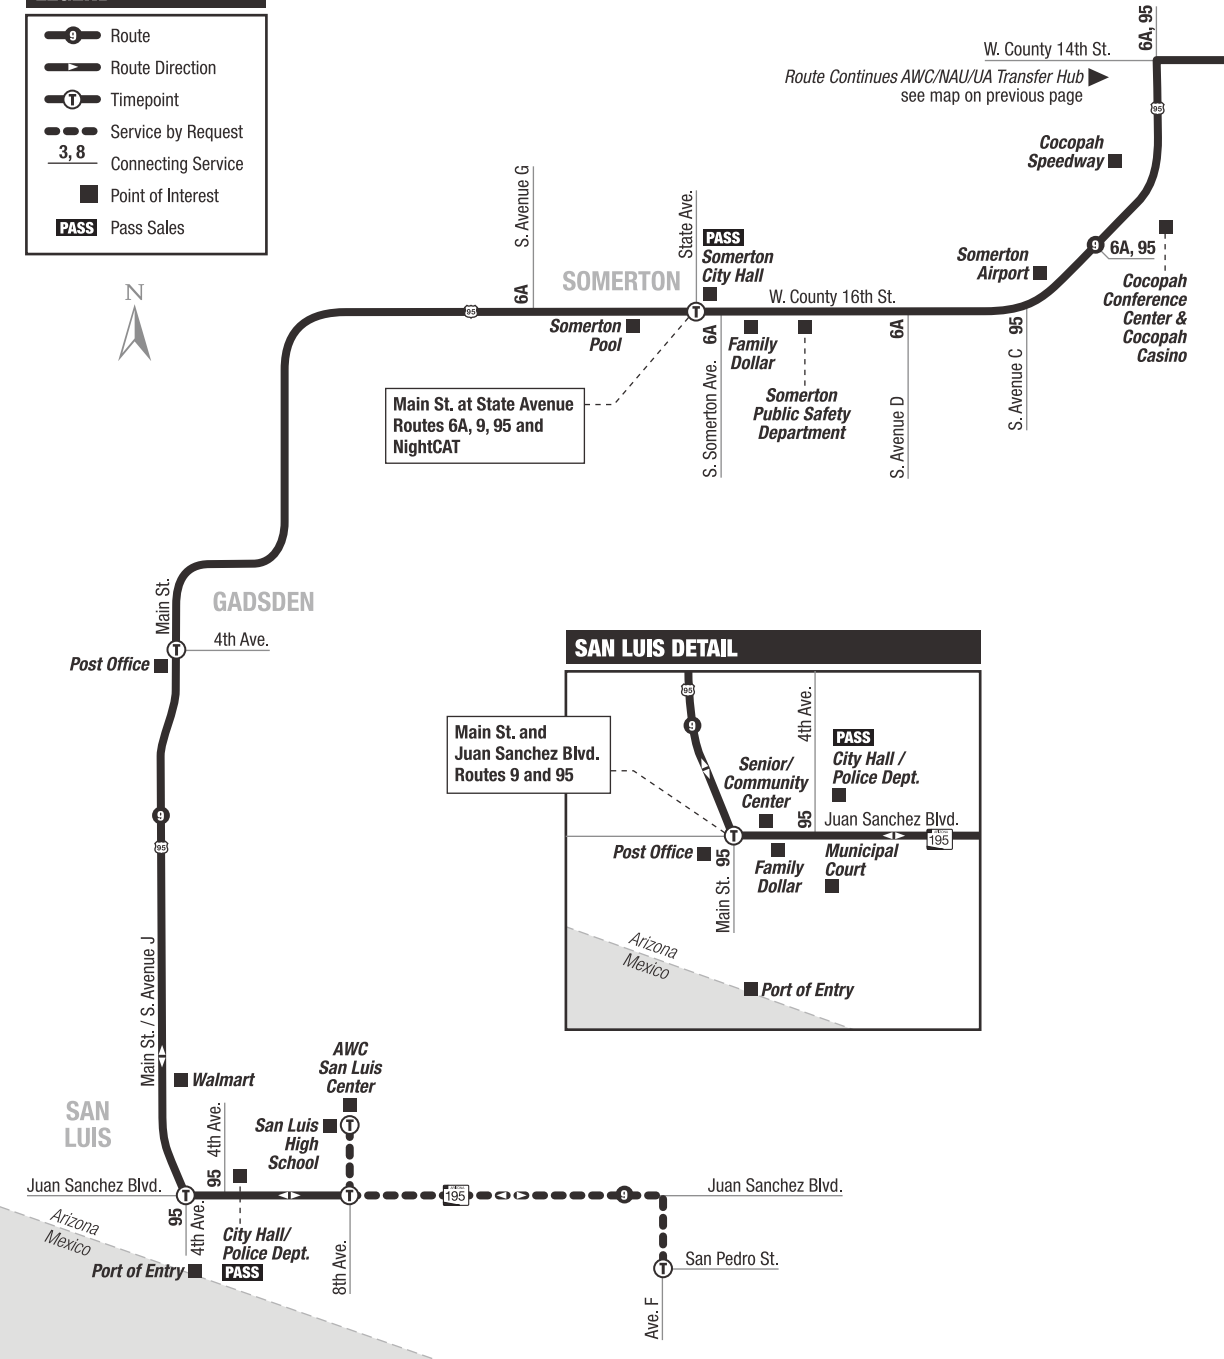 Route
Route Direction
Timepoint
Service by Request
3, 8
Connecting Service
Point of Interest
PASS Pass Sales
9
T
N
6A, 95
W. County 14th St.
Route Continues AWC/NAU/UA Transfer Hub
see map on previous page
95
Cocopah
Speedway
9
6A, 95
Somerton
Airport
Cocopah
Conference
Center &
Cocopah
Casino
S. Avenue G
6A
State Ave.
PASS
Somerton
City Hall
SOMERTON
W. County 16th St.
95
T
Somerton
Pool
6A
S. Somerton Ave.
Family
Dollar
Somerton
Public Safety
Department
6A
S. Avenue D
95
S. Avenue C
Main St. at State Avenue
Routes 6A, 9, 95 and
NightCAT
Main St.
GADSDEN
T
4th Ave.
Post Office
9
95
Main St. / S. Avenue J
SAN LUIS DETAIL
95
9
4th Ave.
Main St. and
Juan Sanchez Blvd.
Routes 9 and 95
PASS
City Hall /
Police Dept.
Senior/
Community
Center
95
Juan Sanchez Blvd.
T
195
Post Office
95
Main St.
Family
Dollar
Municipal
Court
Arizona
Mexico
Port of Entry
Walmart
SAN
LUIS
AWC
San Luis
Center
4th Ave.
95
San Luis
High
School
T
Juan Sanchez Blvd.
T
T
195
9
Juan Sanchez Blvd.
95
4th Ave.
City Hall/
Police Dept.
PASS
8th Ave.
Arizona
Mexico
Port of Entry
T
San Pedro St.
Ave. F